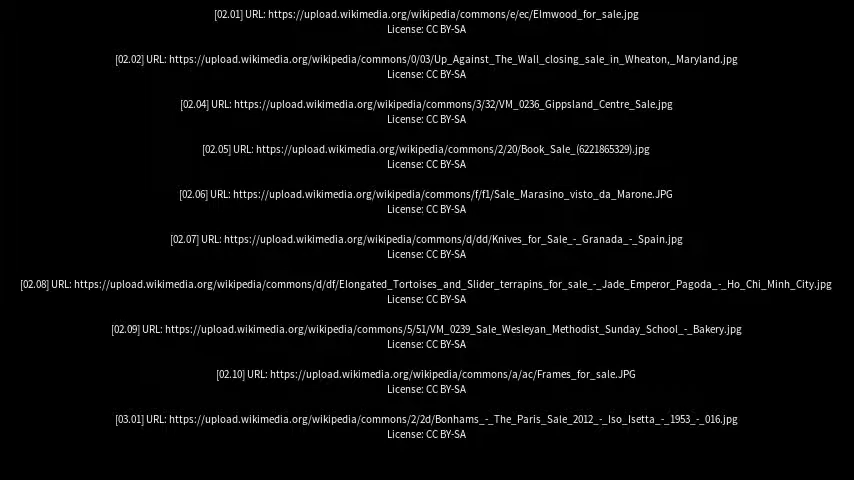 [02.01] URL: https://upload.wikimedia.org/wikipedia/commons/e/ec/Elmwood_for_sale.jpg
License: CC BY-SA
[02.02] URL: https://upload.wikimedia.org/wikipedia/commons/0/03/Up_Against_The_Wall_closing_sale_in_Wheaton,_Maryland.jpg
License: CC BY-SA
[02.04] URL: https://upload.wikimedia.org/wikipedia/commons/3/32/VM_0236_Gippsland_Centre_Sale.jpg
License: CC BY-SA
[02.05] URL: https://upload.wikimedia.org/wikipedia/commons/2/20/Book_Sale_(6221865329).jpg
License: CC BY-SA
[02.06] URL: https://upload.wikimedia.org/wikipedia/commons/f/f1/Sale_Marasino_visto_da_Marone.JPG
License: CC BY-SA
[02.07] URL: https://upload.wikimedia.org/wikipedia/commons/d/dd/Knives_for_Sale_-_Granada_-_Spain.jpg
License: CC BY-SA
[02.08] URL: https://upload.wikimedia.org/wikipedia/commons/d/df/Elongated_Tortoises_and_Slider_terrapins_for_sale_-_Jade_Emperor_Pagoda_-_Ho_Chi_Minh_City.jpg
License: CC BY-SA
[02.09] URL: https://upload.wikimedia.org/wikipedia/commons/5/51/VM_0239_Sale_Wesleyan_Methodist_Sunday_School_-_Bakery.jpg
License: CC BY-SA
[02.10] URL: https://upload.wikimedia.org/wikipedia/commons/a/ac/Frames_for_sale.JPG
License: CC BY-SA
[03.01] URL: https://upload.wikimedia.org/wikipedia/commons/2/2d/Bonhams_-_The_Paris_Sale_2012_-_Iso_Isetta_-_1953_-_016.jpg
License: CC BY-SA